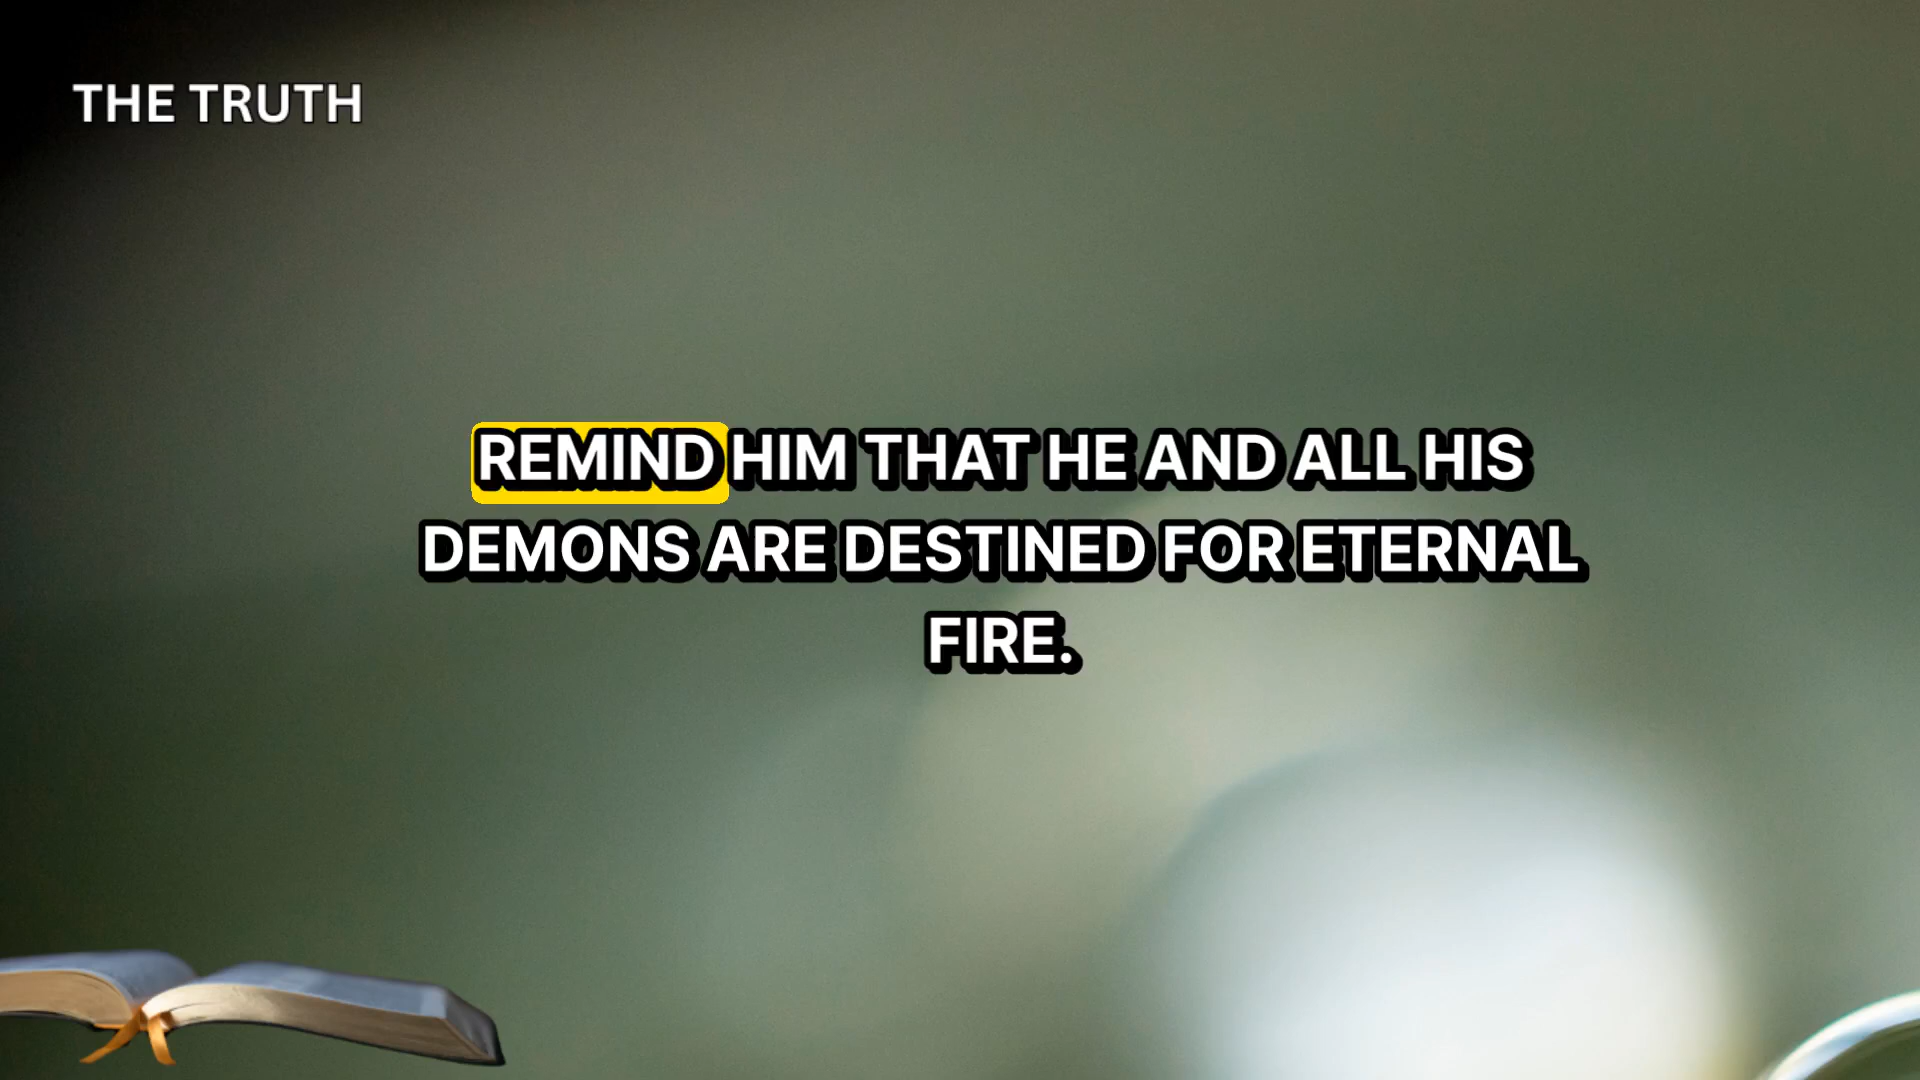 THE TRUTH
REMIND HIM THAT HE AND ALL HIS
DEMONS ARE DESTINED FOR ETERNAL
FIRE.